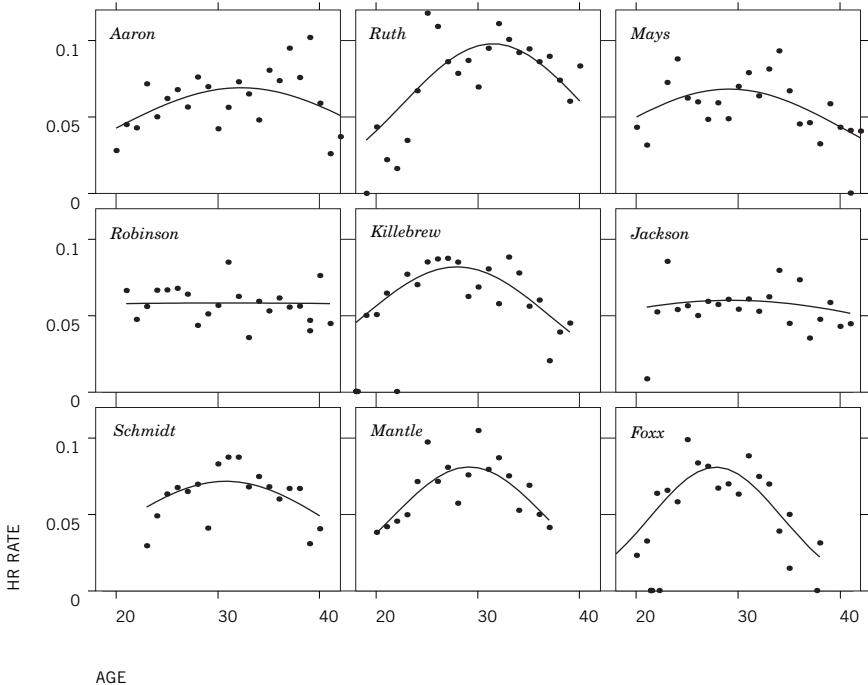 Aaron
Ruth
Mays
0.1
0.05
0
Robinson
Killebrew
Jackson
0.1
0.05
0
Schmidt
Mantle
Foxx
0.1
0.05
0
20 30 40 20 30 40 20 30 40
HR RATE
AGE